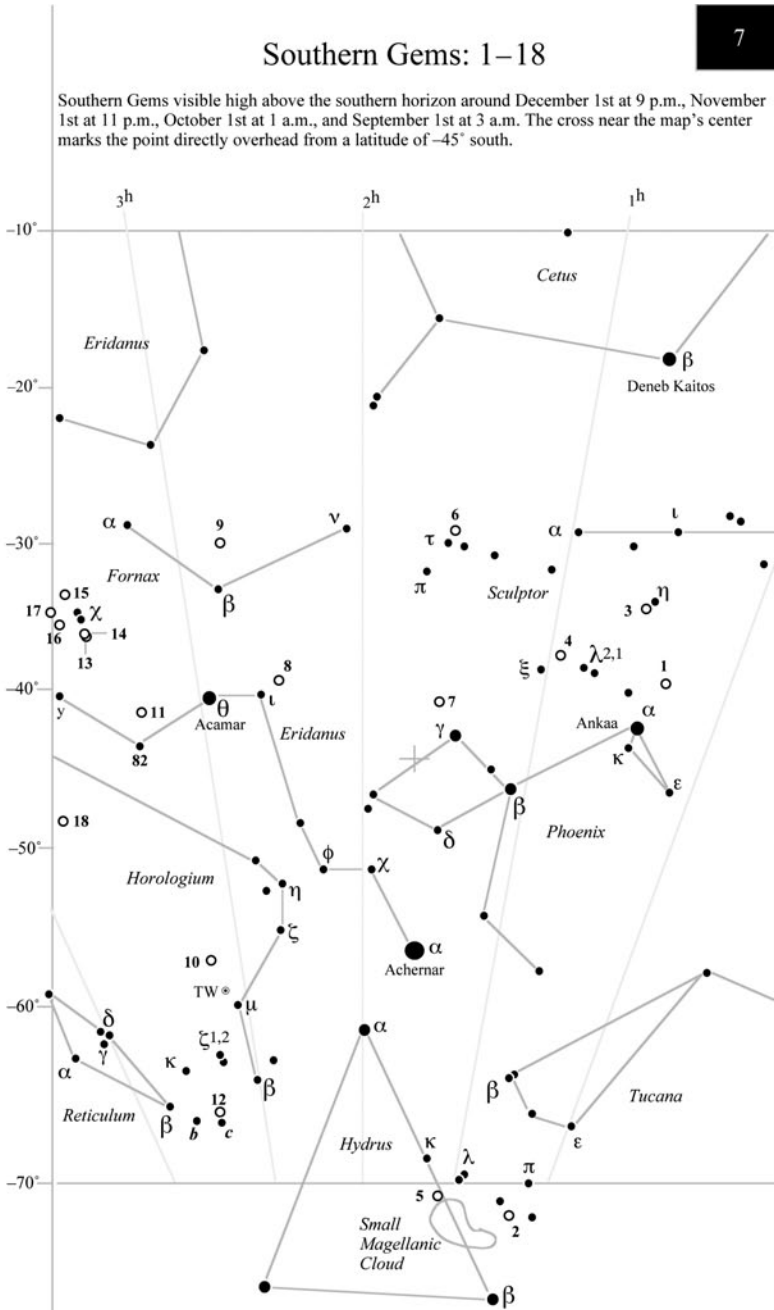 7
Southern Gems: 1–18
Southern Gems visible high above the southern horizon around December 1st at 9 p.m., November
1st at 11 p.m., October 1st at 1 a.m., and September 1st at 3 a.m. The cross near the map's center
marks the point directly overhead from a latitude of –45° south.
3h 2h 1h
–10°
Cetus
Eridanus
β
Deneb Kaitos
–20°
α 9 ν 6 α ι
–30°
τ
Fornax π Sculptor
β
15
17 χ 3 η
16 14
13
4
ξ λ2,1 1
8
–40°
y 11 θ ι 7
Acamar Eridanus γ Ankaa α
82 κ
ε
β
18 δ Phoenix
–50°
ϕ χ
Horologium η
ζ
α
10 Achernar
TW
–60°
μ
δ α
ζ1,2
γ
α κ
β β Tucana
Reticulum 12
β b c
ε
Hydrus κ
λ π
–70°
5
2
Small
Magellanic
Cloud
β